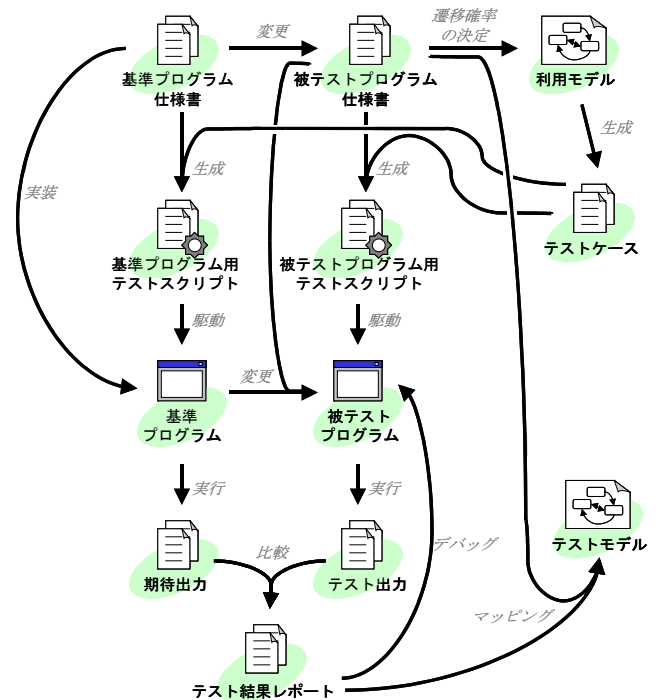 変更
遷移確率
の決定
基準プログラム
仕様書
被テストプログラム
仕様書
利用モデル
生成
生成
生成
実装
テストケース
基準プログラム用
テストスクリプト
被テストプログラム用
テストスクリプト
駆動
駆動
変更
基準
プログラム
被テスト
プログラム
実行
実行
比較
デバッグ
テストモデル
期待出力
テスト出力
マッピング
テスト結果レポート